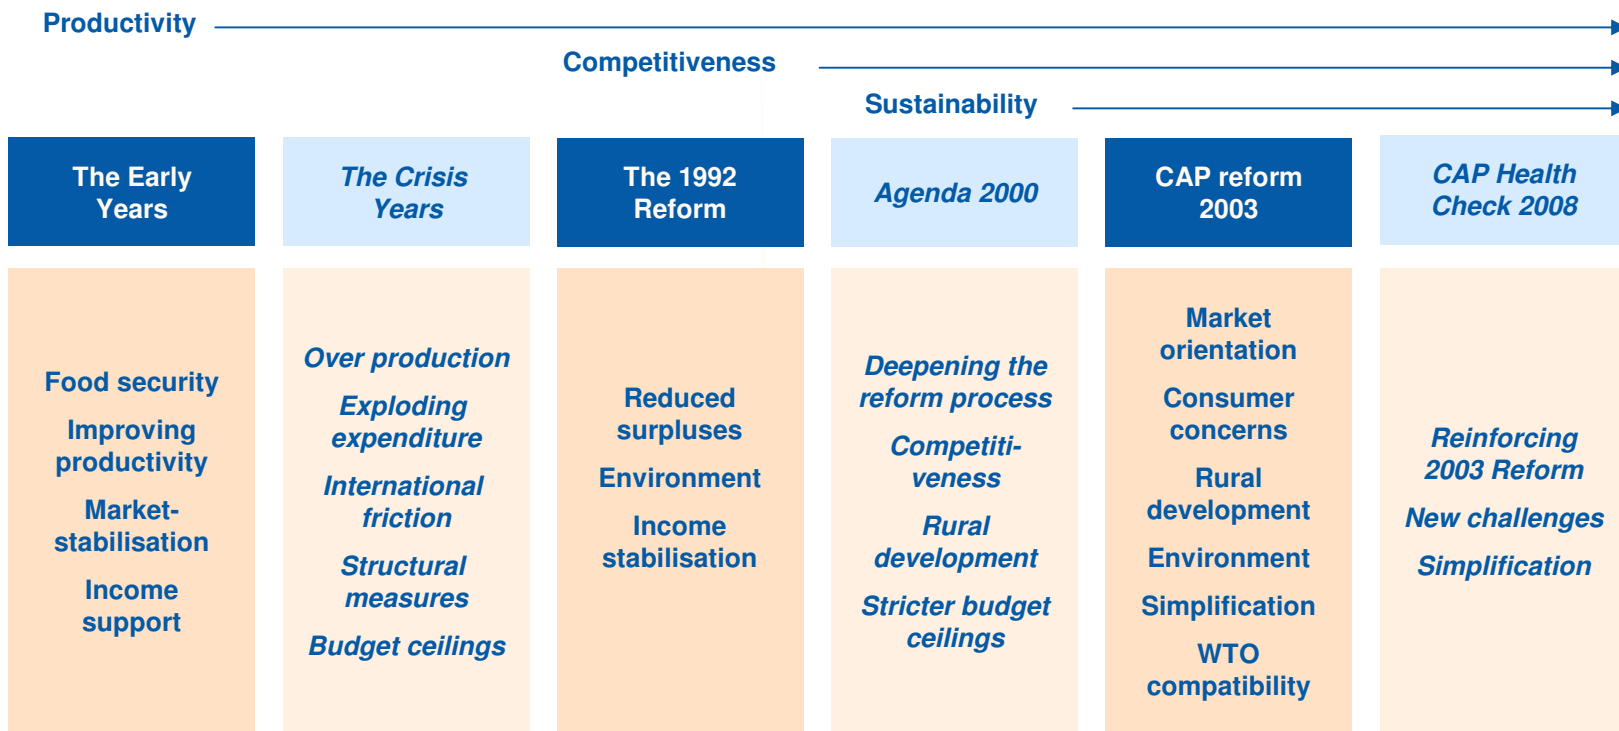 Productivity
Competitiveness
Sustainability
The Early
Years
Food security
Improving
productivity
Market-
stabilisation
Income
support
The Crisis
Years
Over production
Exploding
expenditure
International
friction
Structural
measures
Budget ceilings
The 1992
Reform
Reduced
surpluses
Environment
Income
stabilisation
Agenda 2000
Deepening the
reform process
Competiti-
veness
Rural
development
Stricter budget
ceilings
CAP reform
2003
Market
orientation
Consumer
concerns
Rural
development
Environment
Simplification
WTO
compatibility
CAP Health
Check 2008
Reinforcing
2003 Reform
New challenges
Simplification